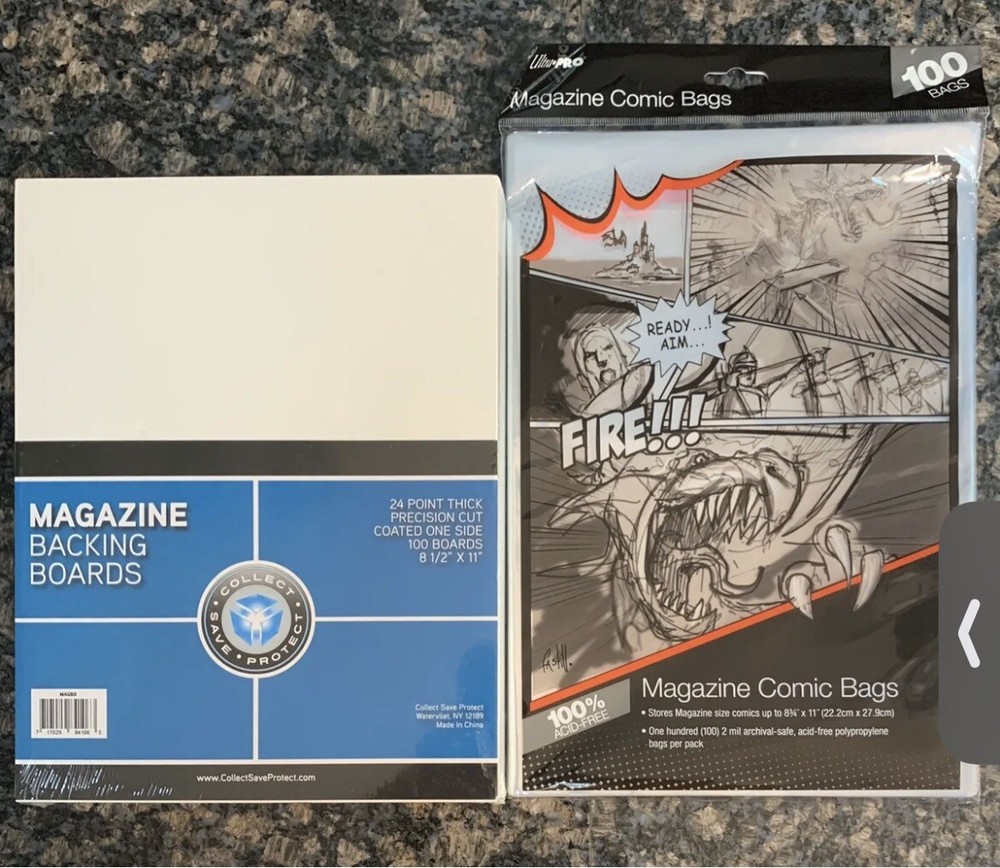 MAGAZINE
BACKING
BOARDS
24 POINT THICK
PRECISION CUT
COATED ONE SIDE
100 BOARDS
8 1/2" X 11"
COLLECT • SAVE • PROTECT •
MAGBD
Collect Save Protect
Watervliet, NY 12189
Made in China
www.CollectSaveProtect.com
Ultra•PRO
Magazine Comic Bags
100
BAGS
READY...!
AIM...
FIRE!!!
100%
ACID-FREE
Magazine Comic Bags
• Stores Magazine size comics up to 8¾" x 11" (22.2cm x 27.9cm)
• One hundred (100) 2 mil archival-safe, acid-free polypropylene
bags per pack